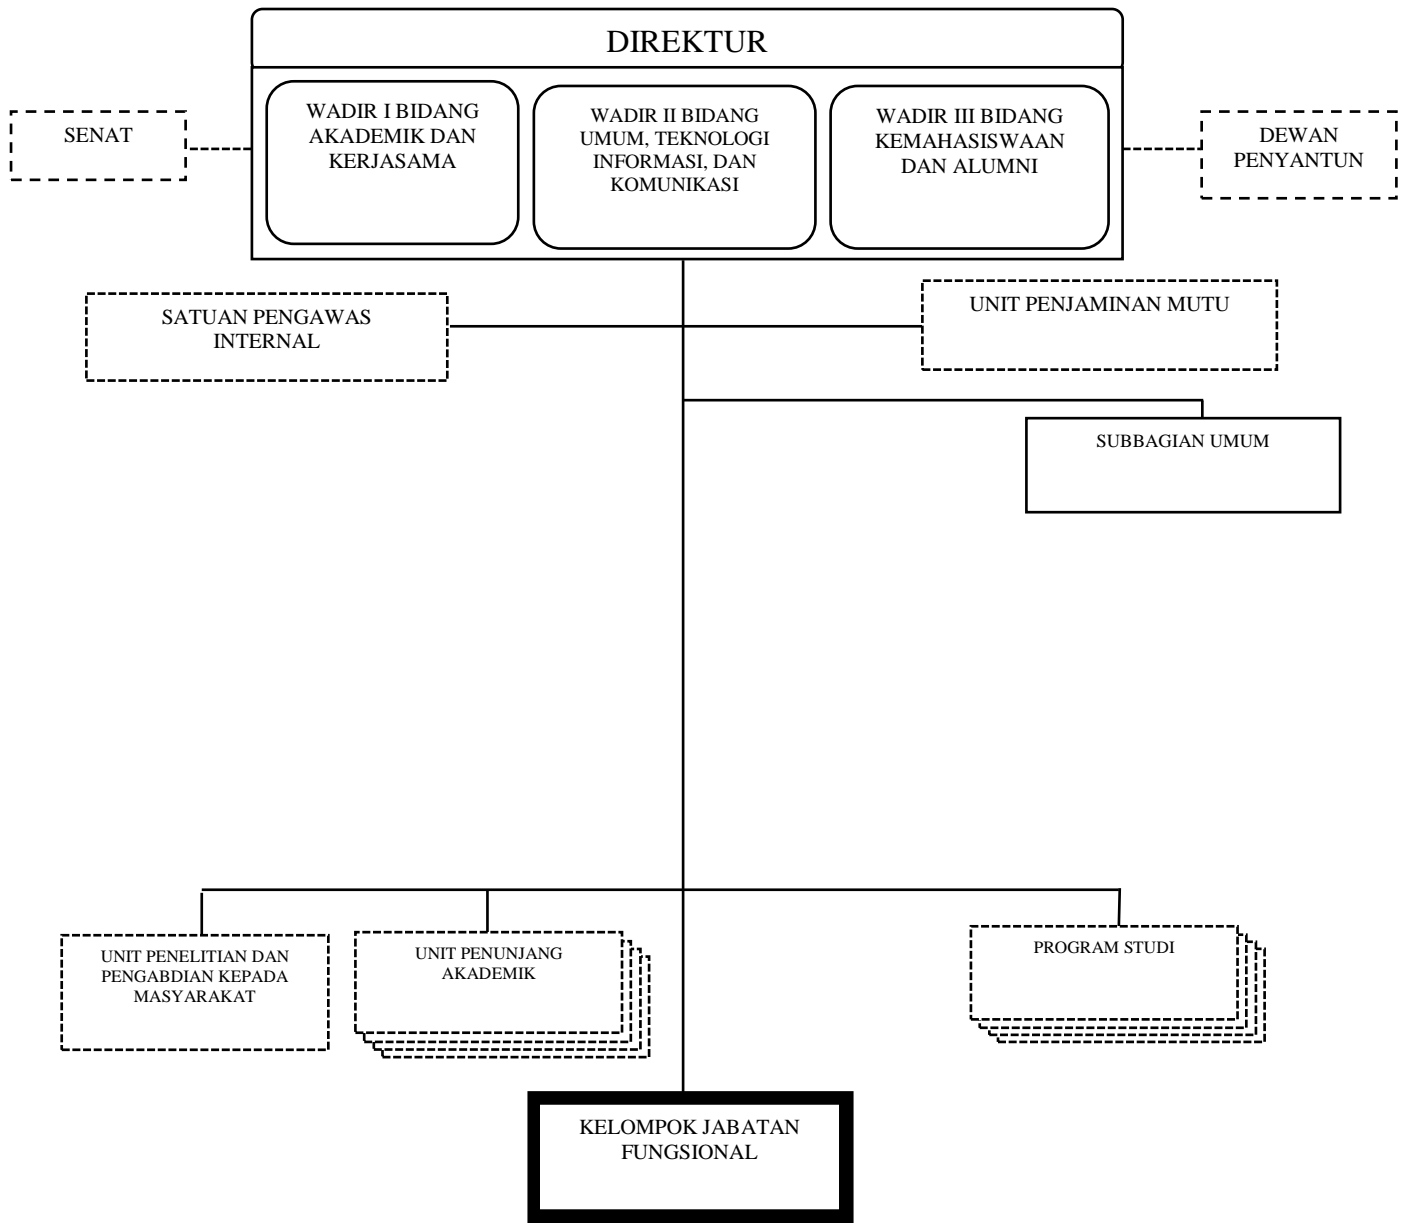 DIREKTUR
SENAT
WADIR I BIDANG
AKADEMIK DAN
KERJASAMA
WADIR II BIDANG
UMUM, TEKNOLOGI
INFORMASI, DAN
KOMUNIKASI
WADIR III BIDANG
KEMAHASISWAAN
DAN ALUMNI
DEWAN
PENYANTUN
SATUAN PENGAWAS
INTERNAL
UNIT PENJAMINAN MUTU
SUBBAGIAN UMUM
UNIT PENELITIAN DAN
PENGABDIAN KEPADA
MASYARAKAT
UNIT PENUNJANG
AKADEMIK
PROGRAM STUDI
KELOMPOK JABATAN
FUNGSIONAL